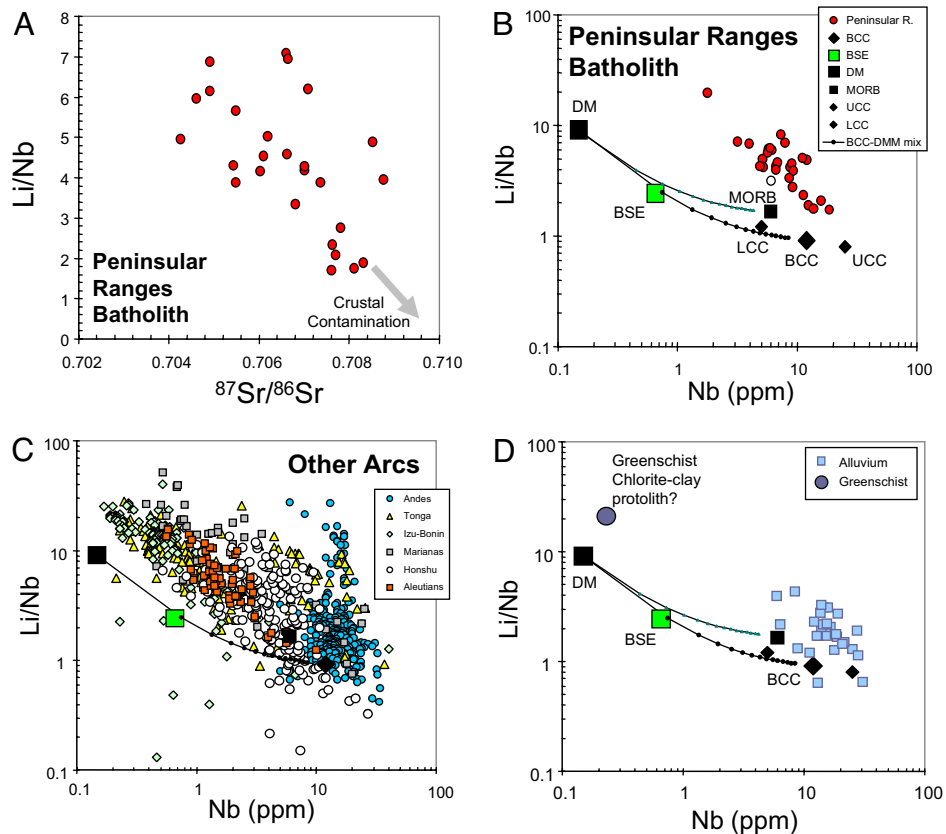 A
8
7
6
5
4
3
2
1
0
Li/Nb
Peninsular
Ranges
Batholith
Crustal
Contamination
0.702
0.704
0.706
0.708
0.710
87Sr/86Sr
B
100
10
1
0.1
Li/Nb
Peninsular Ranges
Batholith
Peninsular R.
BCC
BSE
DM
MORB
UCC
LCC
BCC-DMM mix
DM
BSE
MORB
LCC
BCC
UCC
0.1
1
10
100
Nb (ppm)
C
100
10
1
0.1
Li/Nb
Other Arcs
Andes
Tonga
Izu-Bonin
Marianas
Honshu
Aleutians
0.1
1
10
100
Nb (ppm)
D
100
10
1
0.1
Li/Nb
Greenschist
Chlorite-clay
protolith?
Alluvium
Greenschist
DM
BSE
BCC
0.1
1
10
100
Nb (ppm)